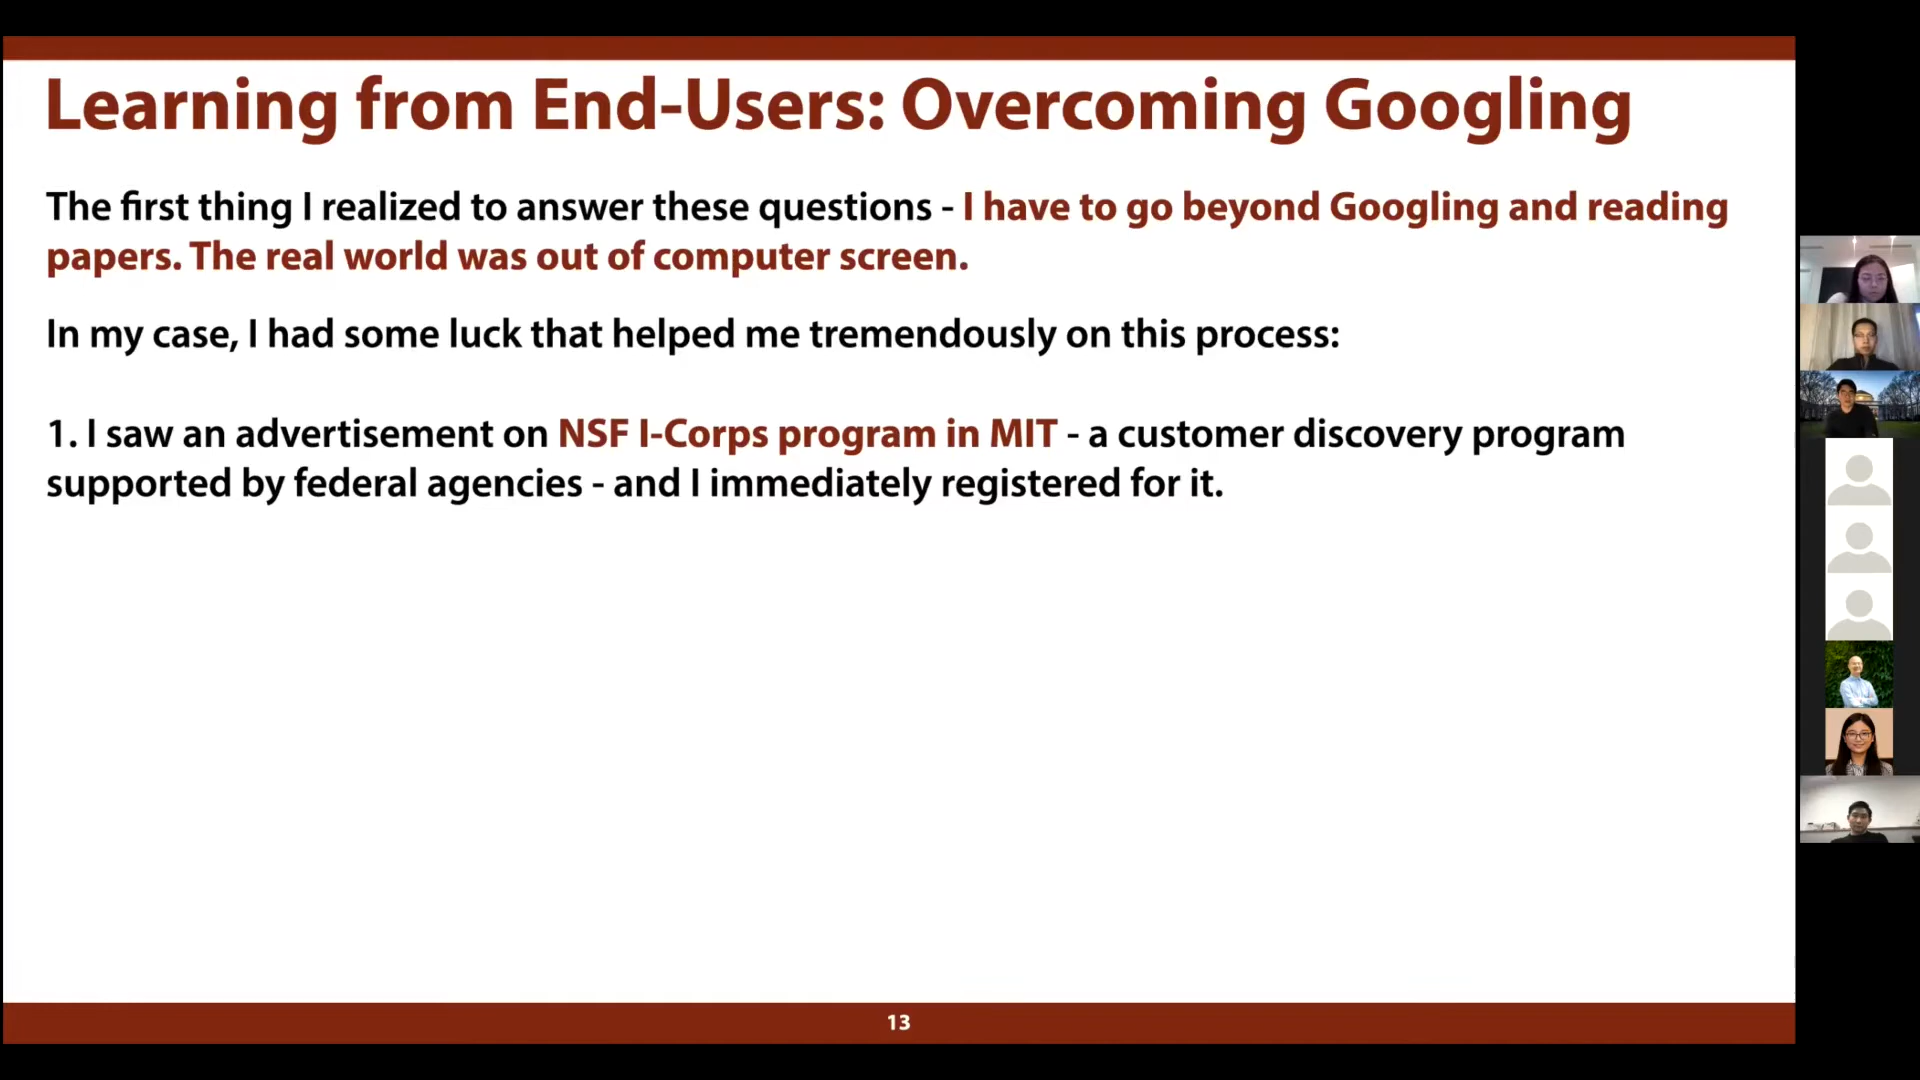 Learning from End-Users: Overcoming Googling
The first thing I realized to answer these questions - I have to go beyond Googling and reading
papers. The real world was out of computer screen.
In my case, I had some luck that helped me tremendously on this process:
1. I saw an advertisement on NSF I-Corps program in MIT - a customer discovery program
supported by federal agencies - and I immediately registered for it.
13